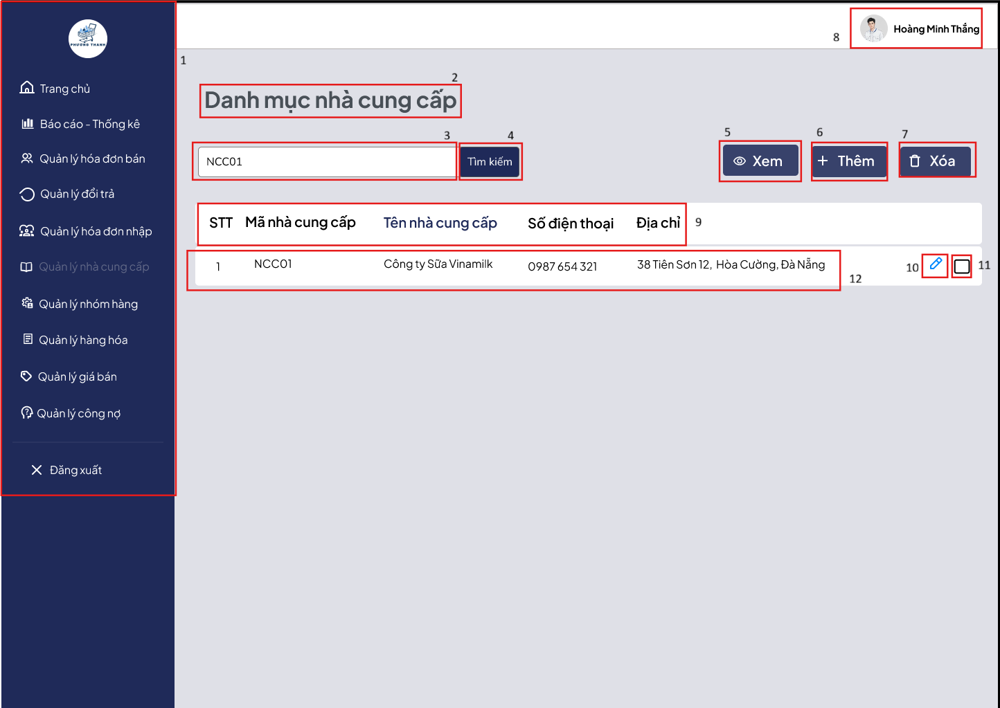 PHƯƠNG THANH
Trang chủ
Báo cáo - Thống kê
Quản lý hóa đơn bán
Quản lý đổi trả
Quản lý hóa đơn nhập
Quản lý nhà cung cấp
Quản lý nhóm hàng
Quản lý hàng hóa
Quản lý giá bán
Quản lý công nợ
Đăng xuất
1
8 Hoàng Minh Thắng
2
Danh mục nhà cung cấp
3 4 5 6 7
NCC01 Tìm kiếm Xem Thêm Xóa
STT Mã nhà cung cấp Tên nhà cung cấp Số điện thoại Địa chỉ 9
1 NCC01 Công ty Sữa Vinamilk 0987 654 321 38 Tiên Sơn 12, Hòa Cường, Đà Nẵng 10 11
12